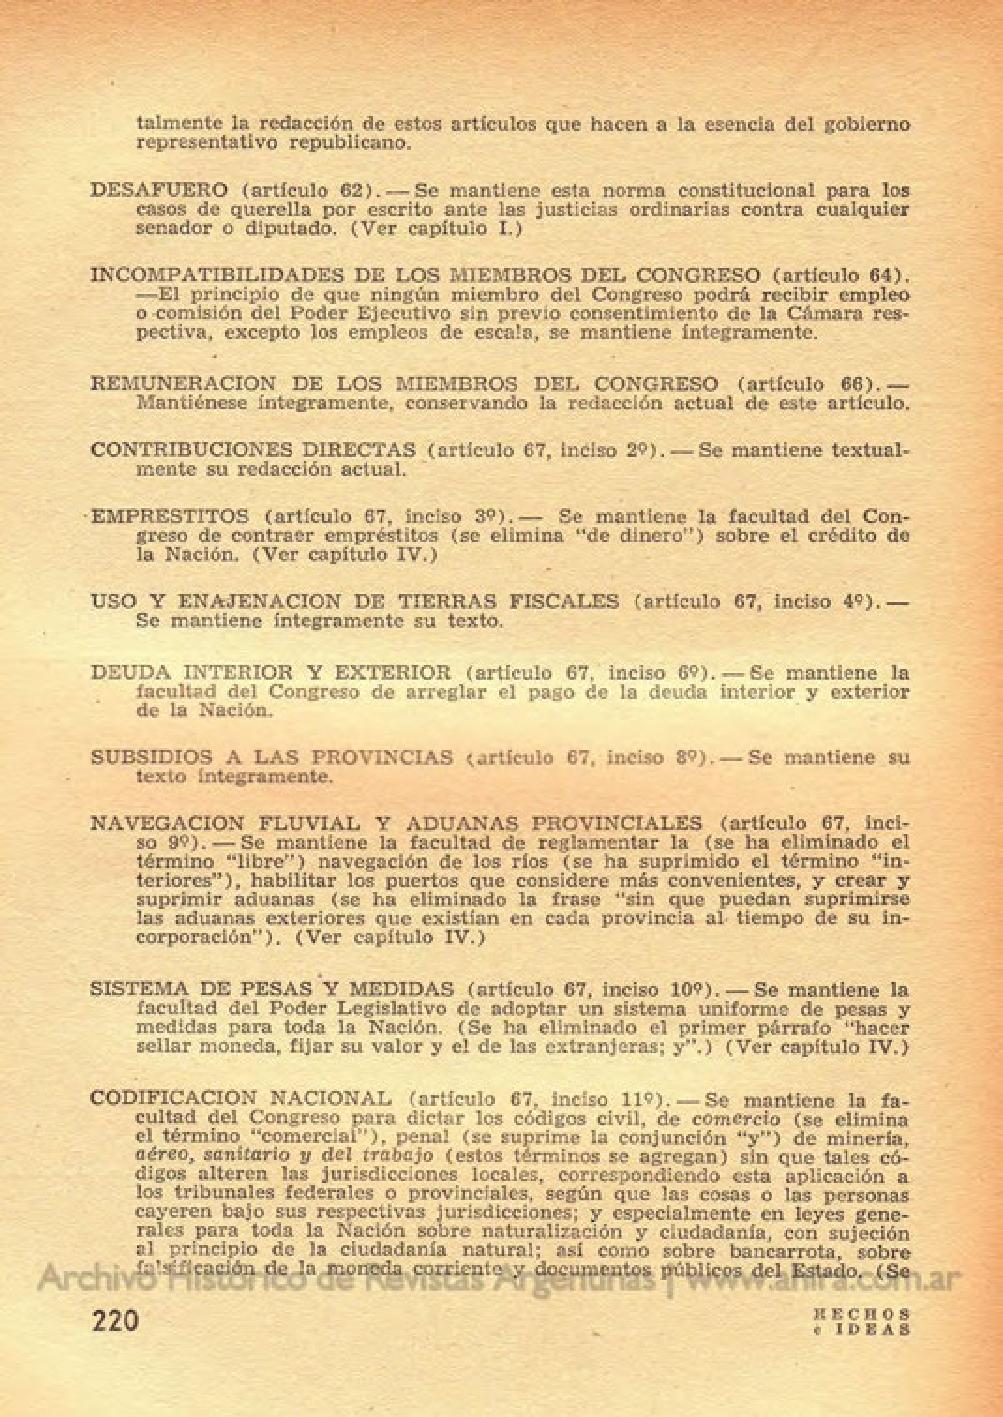 talmente la redacción de estos artículos que hacen a la esencia del gobierno
representativo republicano.
DESAFUERO (artículo 62). — Se mantiene esta norma constitucional para los
casos de querella por escrito ante las justicias ordinarias contra cualquier
senador o diputado. (Ver capítulo I.)
INCOMPATIBILIDADES DE LOS MIEMBROS DEL CONGRESO (artículo 64).
—El principio de que ningún miembro del Congreso podrá recibir empleo
o comisión del Poder Ejecutivo sin previo consentimiento de la Cámara res-
pectiva, excepto los empleos de escala, se mantiene íntegramente.
REMUNERACION DE LOS MIEMBROS DEL CONGRESO (artículo 66). —
Mantiénese íntegramente, conservando la redacción actual de este artículo.
CONTRIBUCIONES DIRECTAS (artículo 67, inciso 2º). — Se mantiene textual-
mente su redacción actual.
EMPRESTITOS (artículo 67, inciso 3º). — Se mantiene la facultad del Con-
greso de contraer empréstitos (se elimina "de dinero") sobre el crédito de
la Nación. (Ver capítulo IV.)
USO Y ENAJENACION DE TIERRAS FISCALES (artículo 67, inciso 4º). —
Se mantiene íntegramente su texto.
DEUDA INTERIOR Y EXTERIOR (artículo 67, inciso 6º). — Se mantiene la
facultad del Congreso de arreglar el pago de la deuda interior y exterior
de la Nación.
SUBSIDIOS A LAS PROVINCIAS (artículo 67, inciso 8º). — Se mantiene su
texto íntegramente.
NAVEGACION FLUVIAL Y ADUANAS PROVINCIALES (artículo 67, inci-
so 9º). — Se mantiene la facultad de reglamentar la (se ha eliminado el
término "libre") navegación de los ríos (se ha suprimido el término "in-
teriores"), habilitar los puertos que considere más convenientes, y crear y
suprimir aduanas (se ha eliminado la frase "sin que puedan suprimirse
las aduanas exteriores que existían en cada provincia al tiempo de su in-
corporación"). (Ver capítulo IV.)
SISTEMA DE PESAS Y MEDIDAS (artículo 67, inciso 10º). — Se mantiene la
facultad del Poder Legislativo de adoptar un sistema uniforme de pesas y
medidas para toda la Nación. (Se ha eliminado el primer párrafo "hacer
sellar moneda, fijar su valor y el de las extranjeras; y".) (Ver capítulo IV.)
CODIFICACION NACIONAL (artículo 67, inciso 11º). — Se mantiene la fa-
cultad del Congreso para dictar los códigos civil, de comercio (se elimina
el término "comercial"), penal (se suprime la conjunción "y") de minería,
aéreo, sanitario y del trabajo (estos términos se agregan) sin que tales có-
digos alteren las jurisdicciones locales, correspondiendo esta aplicación a
los tribunales federales o provinciales, según que las cosas o las personas
cayeren bajo sus respectivas jurisdicciones; y especialmente en leyes gene-
rales para toda la Nación sobre naturalización y ciudadanía, con sujeción
al principio de la ciudadanía natural; así como sobre bancarrota, sobre
falsificación de la moneda corriente y documentos públicos del Estado. (Se
Archivo Histórico de Revistas Argentinas | www.ahira.com.ar
220
HECHOS
e IDEAS